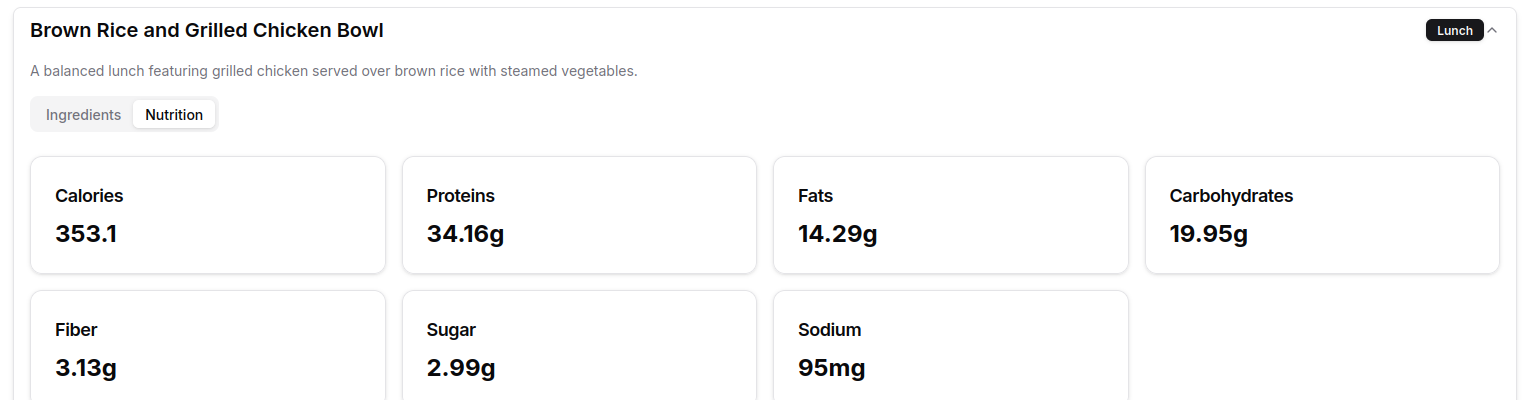 Brown Rice and Grilled Chicken Bowl
Lunch
A balanced lunch featuring grilled chicken served over brown rice with steamed vegetables.
Ingredients
Nutrition
Calories
353.1
Proteins
34.16g
Fats
14.29g
Carbohydrates
19.95g
Fiber
3.13g
Sugar
2.99g
Sodium
95mg